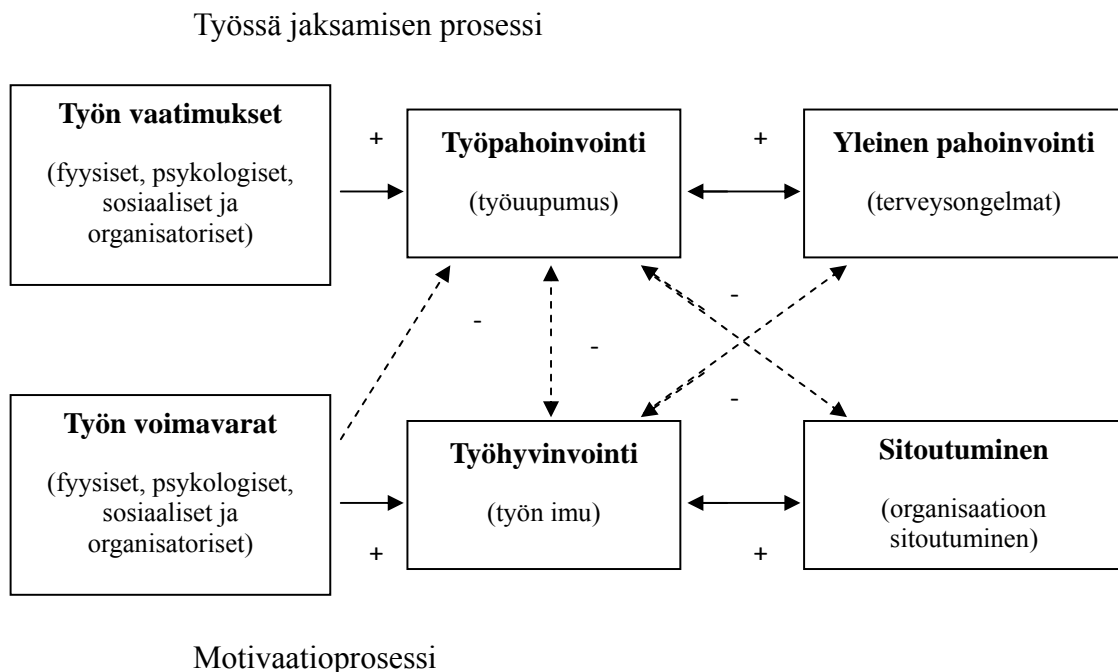 Työssä jaksamisen prosessi
Työn vaatimukset
(fyysiset, psykologiset,
sosiaaliset ja
organisatoriset)
+
Työpahoinvointi
(työuupumus)
+
Yleinen pahoinvointi
(terveysongelmat)
-
-
-
-
Työn voimavarat
(fyysiset, psykologiset,
sosiaaliset ja
organisatoriset)
+
Työhyvinvointi
(työn imu)
+
Sitoutuminen
(organisaatioon
sitoutuminen)
Motivaatioprosessi